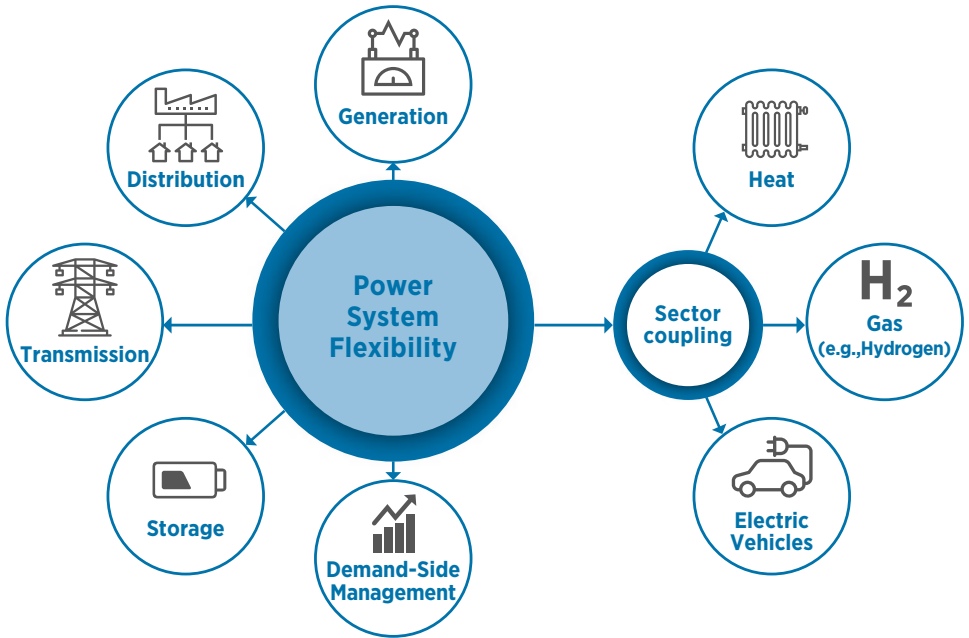 Generation
Distribution
Transmission
Storage
Demand-Side
Management
Power
System
Flexibility
Sector
coupling
Heat
H₂
Gas
(e.g.,Hydrogen)
Electric
Vehicles